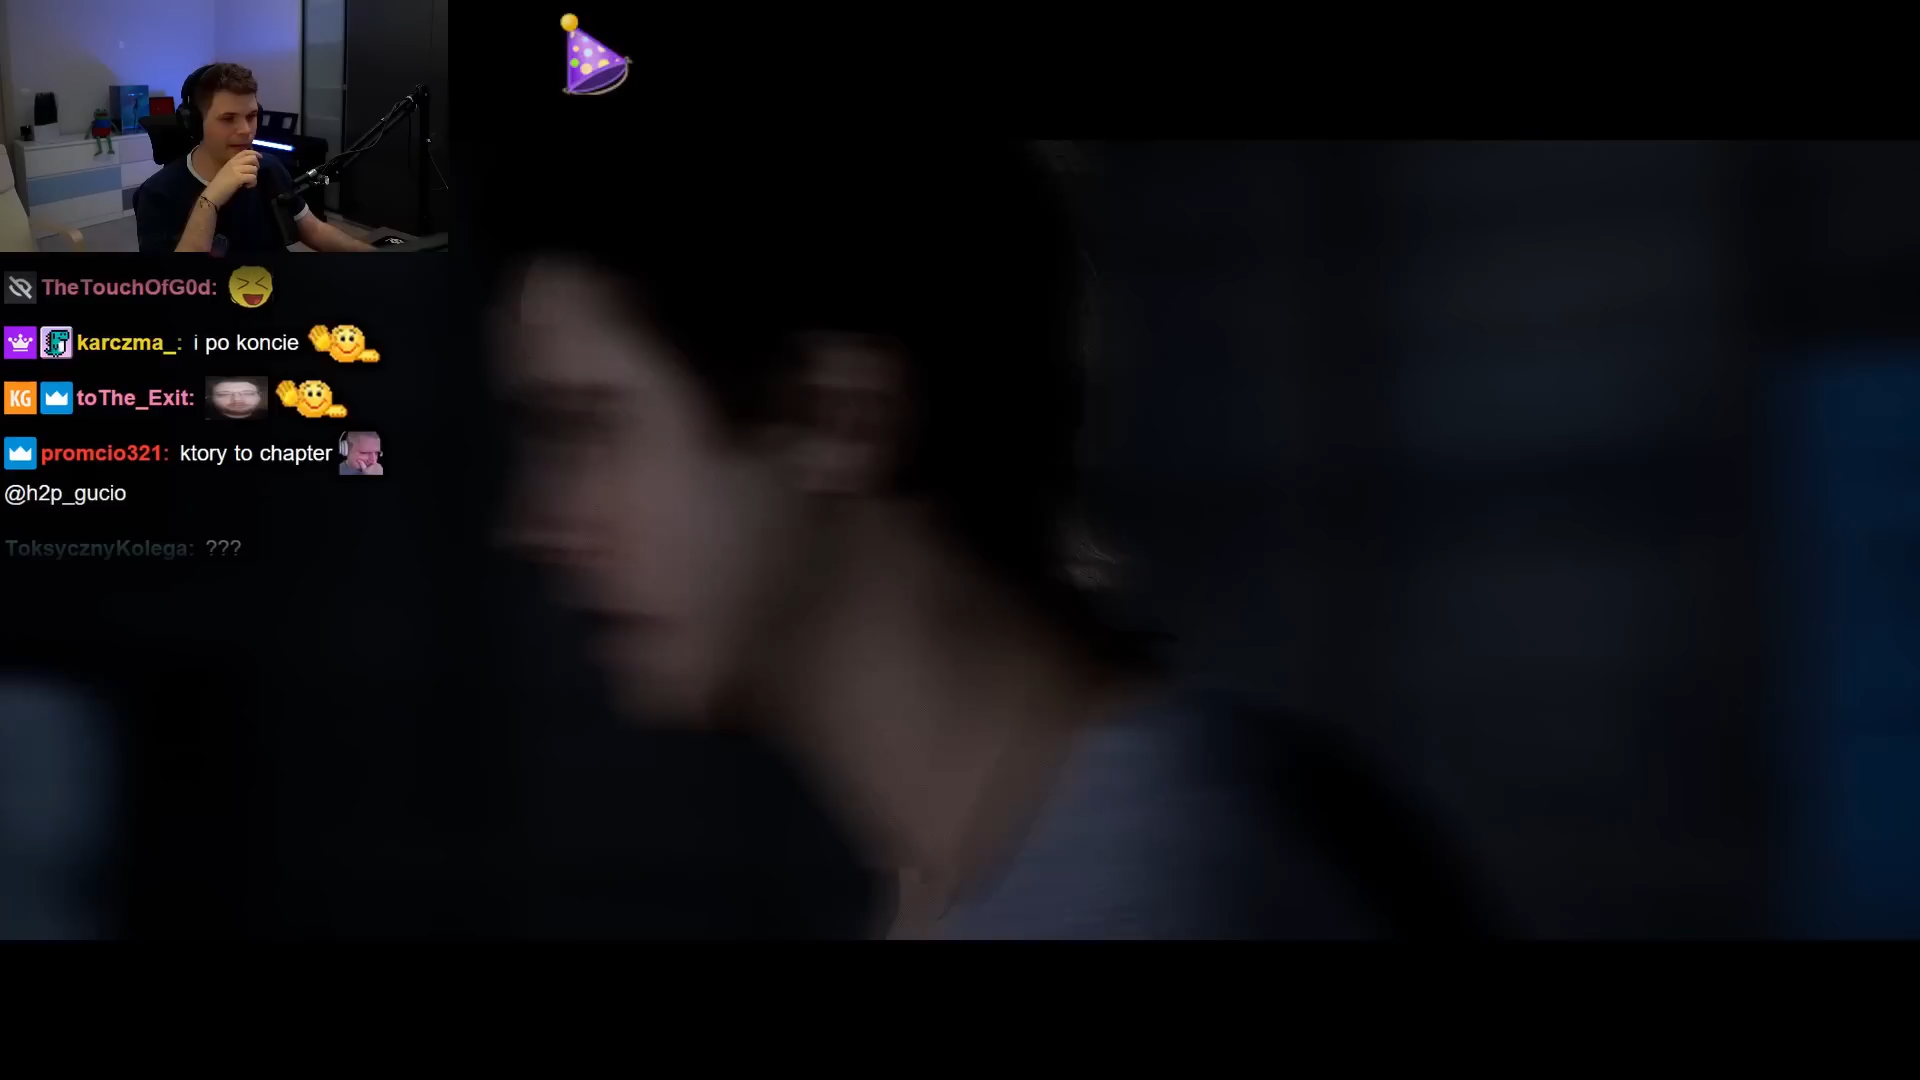 TheTouchOfG0d:
karczma_: i po koncie
KG toThe_Exit:
promcio321: ktory to chapter
@h2p_gucio
ToksycznyKolega: ???